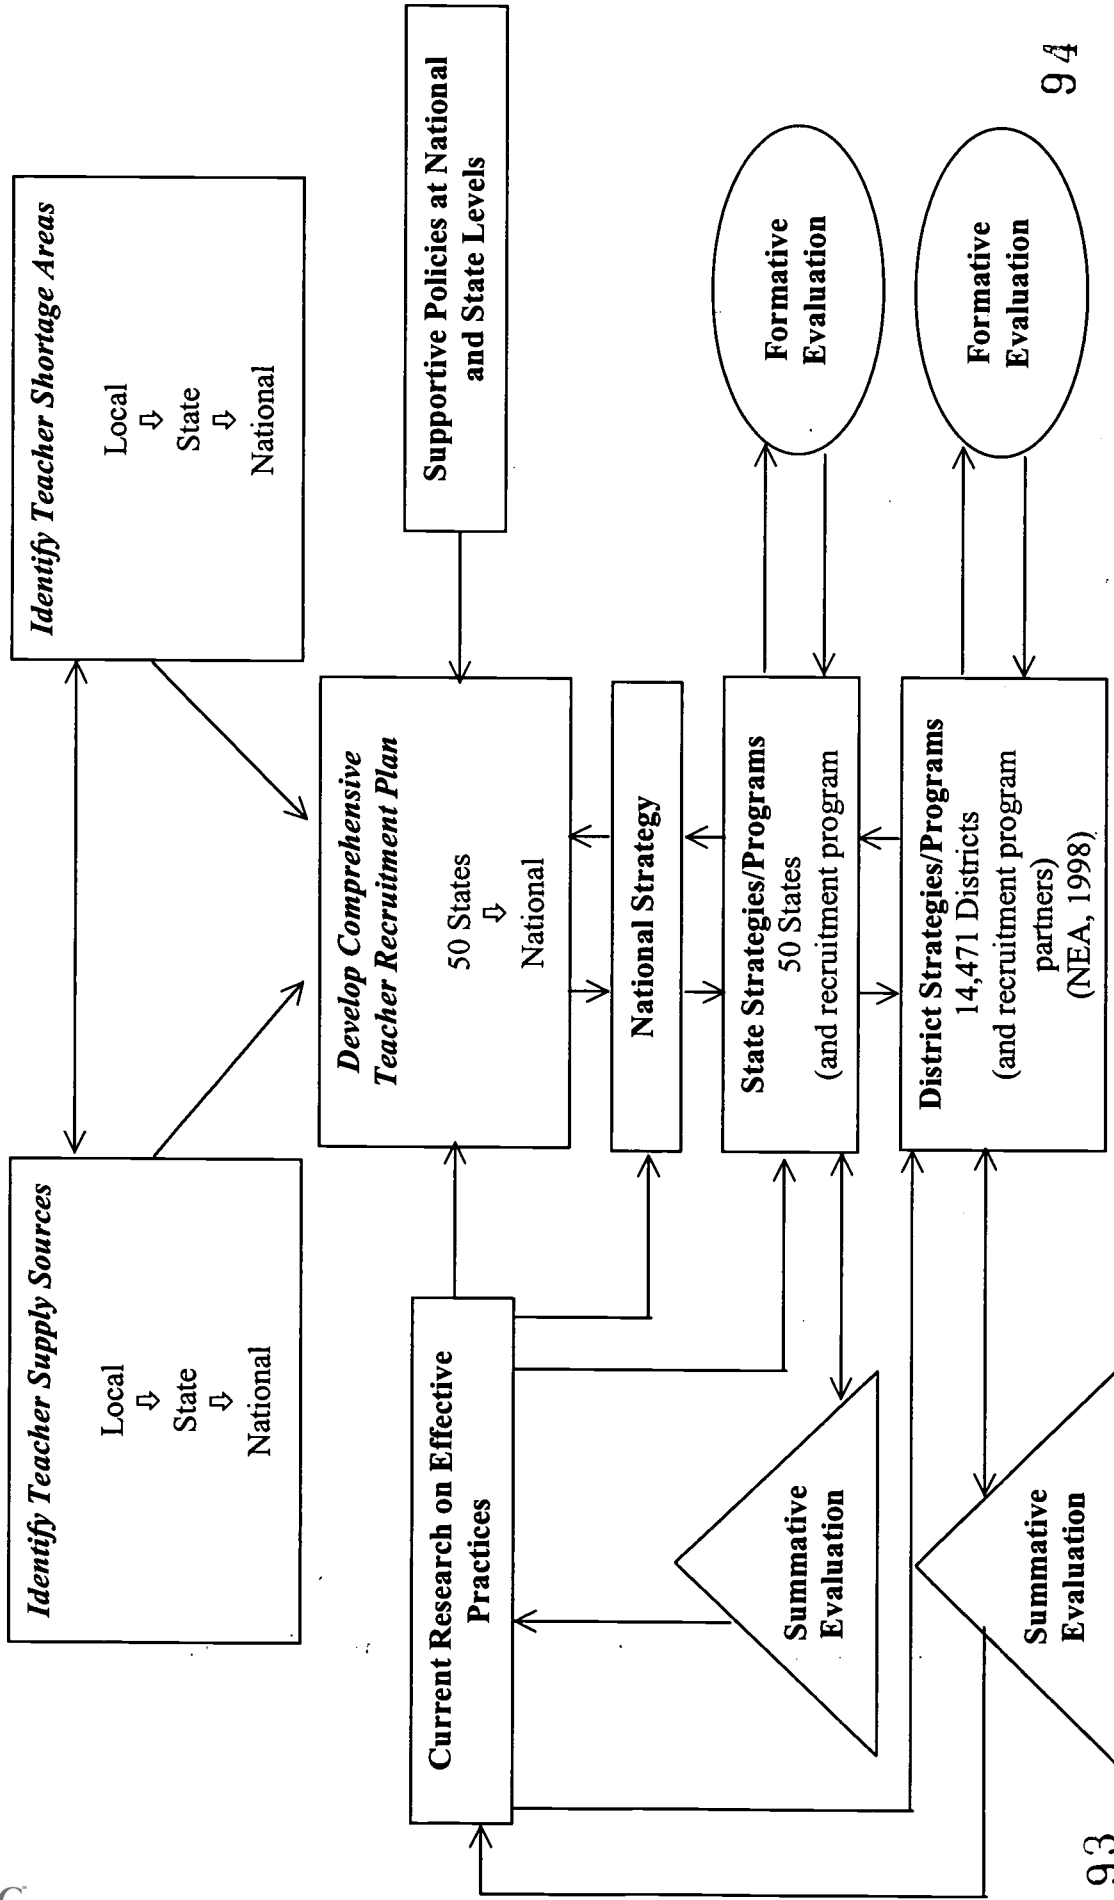 Identify Teacher Supply Sources
Local
⇩
State
⇩
National
Identify Teacher Shortage Areas
Local
⇩
State
⇩
National
Develop Comprehensive
Teacher Recruitment Plan
50 States
⇩
National
Supportive Policies at National
and State Levels
Current Research on Effective
Practices
National Strategy
State Strategies/Programs
50 States
(and recruitment program)
Formative
Evaluation
Summative
Evaluation
District Strategies/Programs
14,471 Districts
(and recruitment program
partners)
(NEA, 1998)
Formative
Evaluation
Summative
Evaluation
93
94